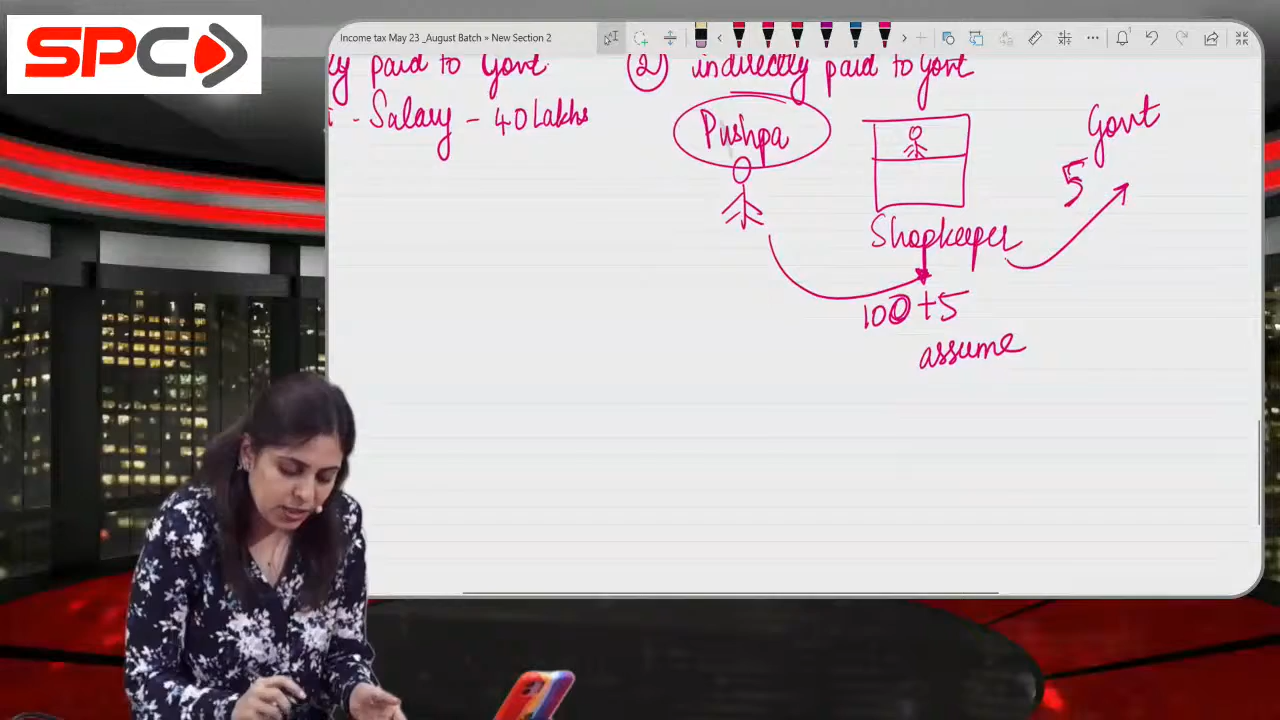 SPC
Income tax May 23 _August Batch » New Section 2
paid to Govt.
- Salary - 40 Lakhs
(2) indirectly paid to Govt
Pushpa
Govt
5
Shopkeeper
100 + 5
assume